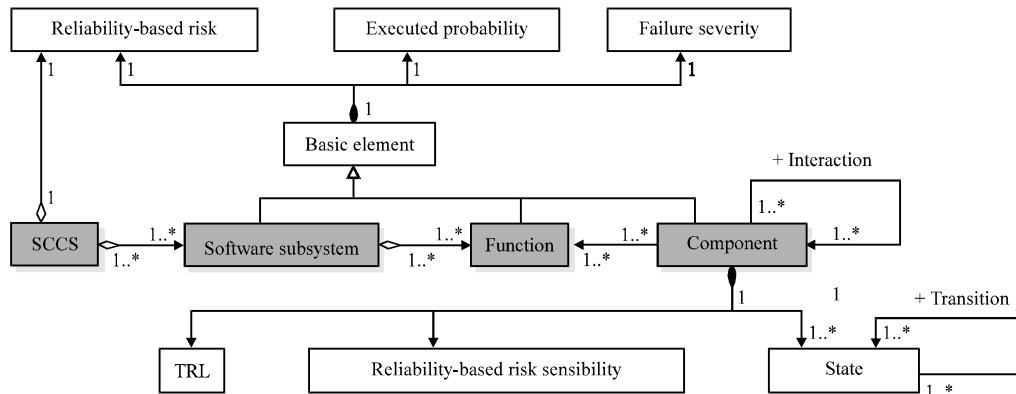 Reliability-based risk
Executed probability
Failure severity
1
1
1
1
1
Basic element
+ Interaction
1
1..*
SCCS
1..*
1..*
Software subsystem
1..*
1..*
Function
1..*
1..*
Component
1..*
1
1
+ Transition
1..*
1..*
TRL
Reliability-based risk sensibility
State
1..*